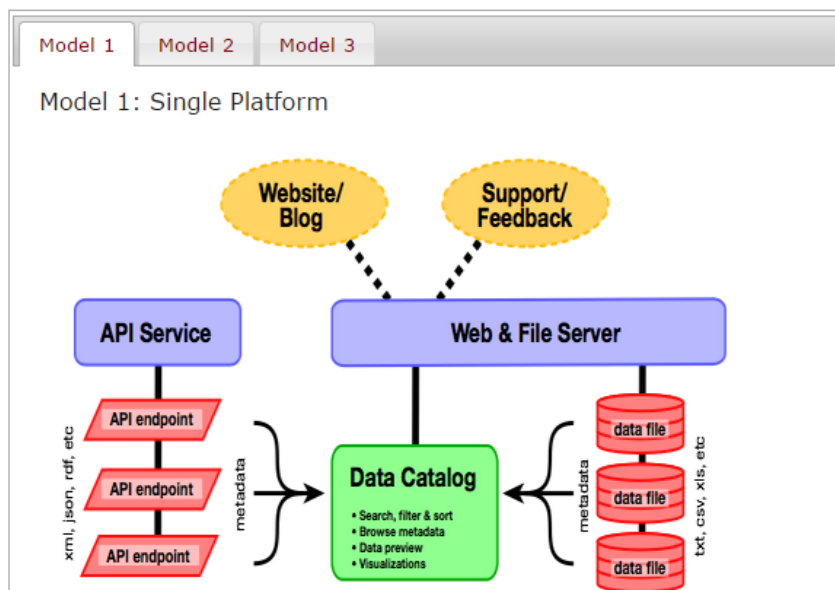 Model 1
Model 2
Model 3
Model 1: Single Platform
Website/
Blog
Support/
Feedback
API Service
Web & File Server
API endpoint
API endpoint
API endpoint
xml, json, rdf, etc
metadata
Data Catalog
• Search, filter & sort
• Browse metadata
• Data preview
• Visualizations
metadata
data file
data file
data file
txt, csv, xls, etc